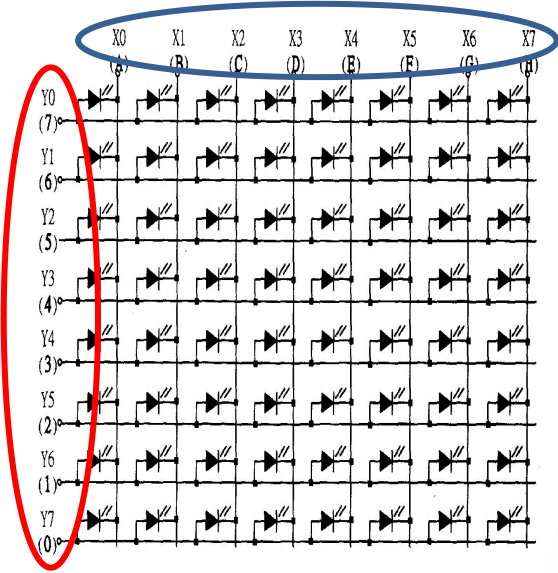 X0 X1 X2 X3 X4 X5 X6 X7
(A) (B) (C) (D) (E) (F) (G) (H)
Y0
(7)
Y1
(6)
Y2
(5)
Y3
(4)
Y4
(3)
Y5
(2)
Y6
(1)
Y7
(0)